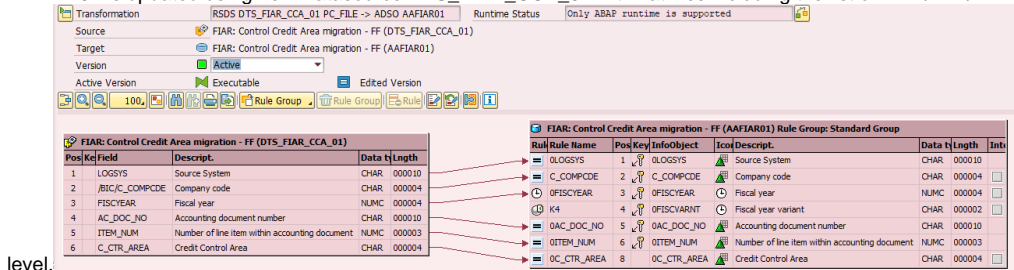 Transformation RSDS DTS_FIAR_CCA_01 PC_FILE -> ADSO AAFIAR01 Runtime Status Only ABAP runtime is supported
Source FIAR: Control Credit Area migration - FF (DTS_FIAR_CCA_01)
Target FIAR: Control Credit Area migration - FF (AAFIAR01)
Version Active
Active Version Executable Edited Version
100 Rule Group Rule Group Rule
FIAR: Control Credit Area migration - FF (DTS_FIAR_CCA_01)
Pos Ke Field Descript. Data ty Lngth
1 LOGSYS Source System CHAR 000010
2 /BIC/C_COMPCDE Company code CHAR 000004
3 FISCYEAR Fiscal year NUMC 000004
4 AC_DOC_NO Accounting document number CHAR 000010
5 ITEM_NUM Number of line item within accounting document NUMC 000003
6 C_CTR_AREA Credit Control Area CHAR 000004
FIAR: Control Credit Area migration - FF (AAFIAR01) Rule Group: Standard Group
Rul Rule Name Pos Key InfoObject Icon Descript. Data ty Lngth Inte
0LOGSYS 1 0LOGSYS Source System CHAR 000010
C_COMPCDE 2 C_COMPCDE Company code CHAR 000004
0FISCYEAR 3 0FISCYEAR Fiscal year NUMC 000004
K4 4 0FISCVARNT Fiscal year variant CHAR 000002
0AC_DOC_NO 5 0AC_DOC_NO Accounting document number CHAR 000010
0ITEM_NUM 6 0ITEM_NUM Number of line item within accounting document NUMC 000003
0C_CTR_AREA 8 0C_CTR_AREA Credit Control Area CHAR 000004
level.